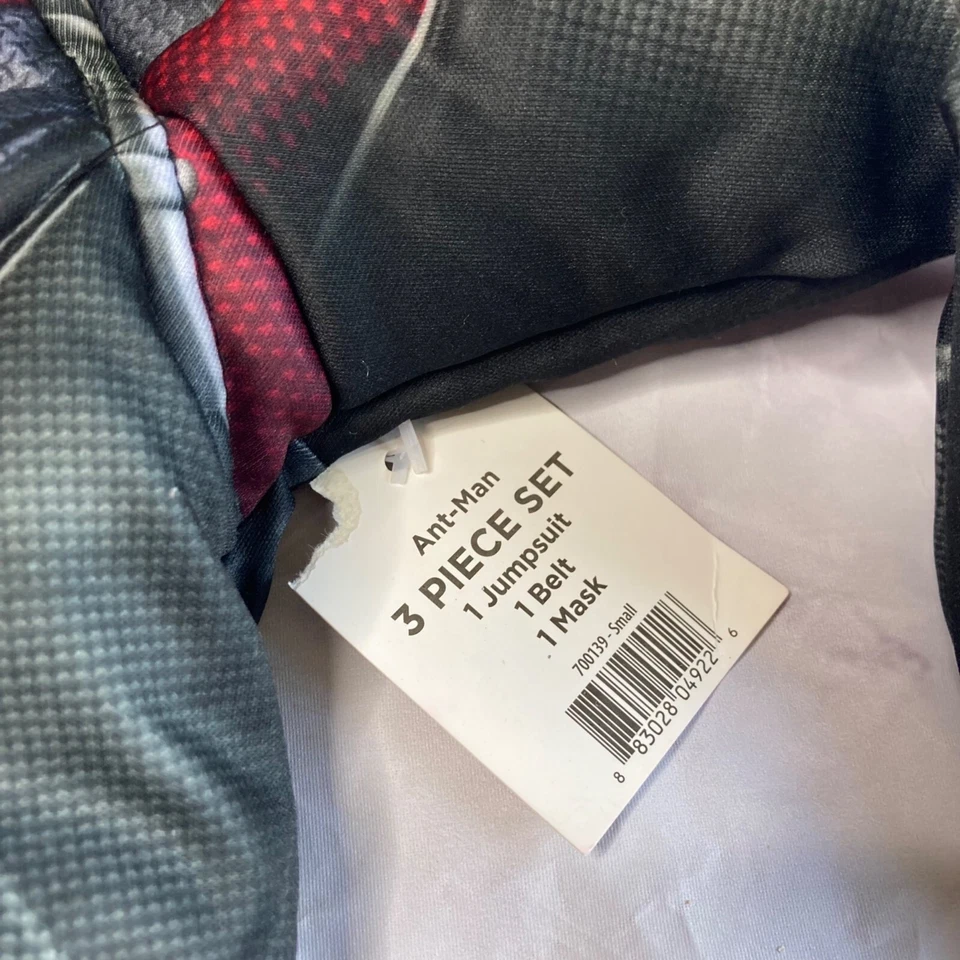 Ant-Man
3 PIECE SET
1 Jumpsuit
1 Belt
1 Mask
700139 - Small
8 83028 04922 6